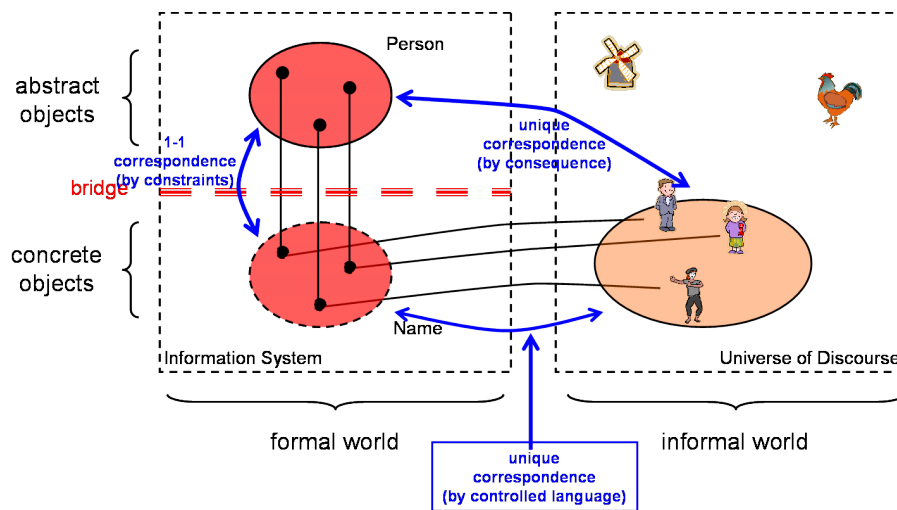 Person
abstract
objects
1-1
correspondence
(by constraints)
unique
correspondence
(by consequence)
bridge
concrete
objects
Name
Information System
Universe of Discourse
formal world
informal world
unique
correspondence
(by controlled language)